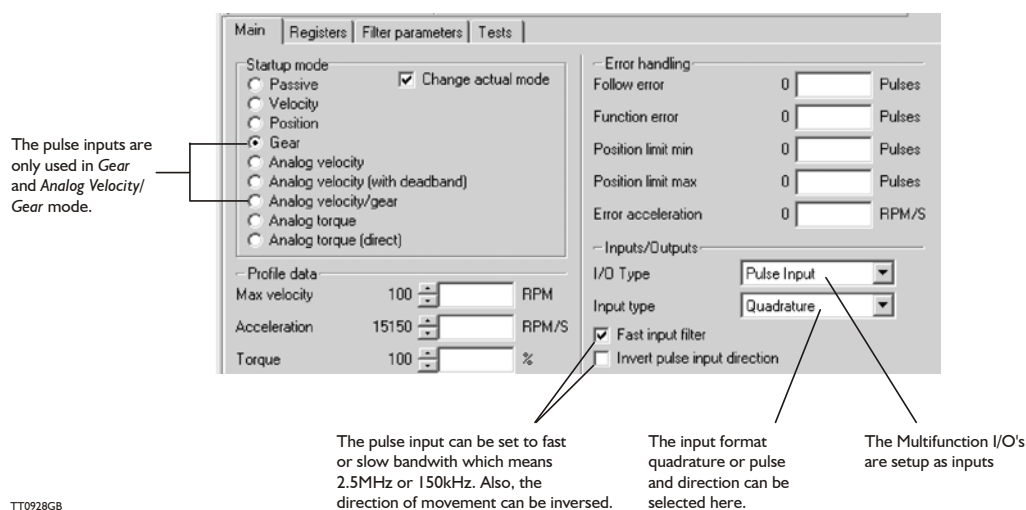 Main Registers Filter parameters Tests
Startup mode
Passive
Change actual mode
Velocity
Position
Gear
Analog velocity
Analog velocity (with deadband)
Analog velocity/gear
Analog torque
Analog torque (direct)
Profile data
Max velocity 100 RPM
Acceleration 15150 RPM/S
Torque 100 %
Error handling
Follow error 0 Pulses
Function error 0 Pulses
Position limit min 0 Pulses
Position limit max 0 Pulses
Error acceleration 0 RPM/S
Inputs/Outputs
I/O Type Pulse Input
Input type Quadrature
Fast input filter
Invert pulse input direction
The pulse inputs are
only used in Gear
and Analog Velocity/
Gear mode.
The pulse input can be set to fast
or slow bandwith which means
2.5MHz or 150kHz. Also, the
direction of movement can be inversed.
The input format
quadrature or pulse
and direction can be
selected here.
The Multifunction I/O's
are setup as inputs
TT0928GB